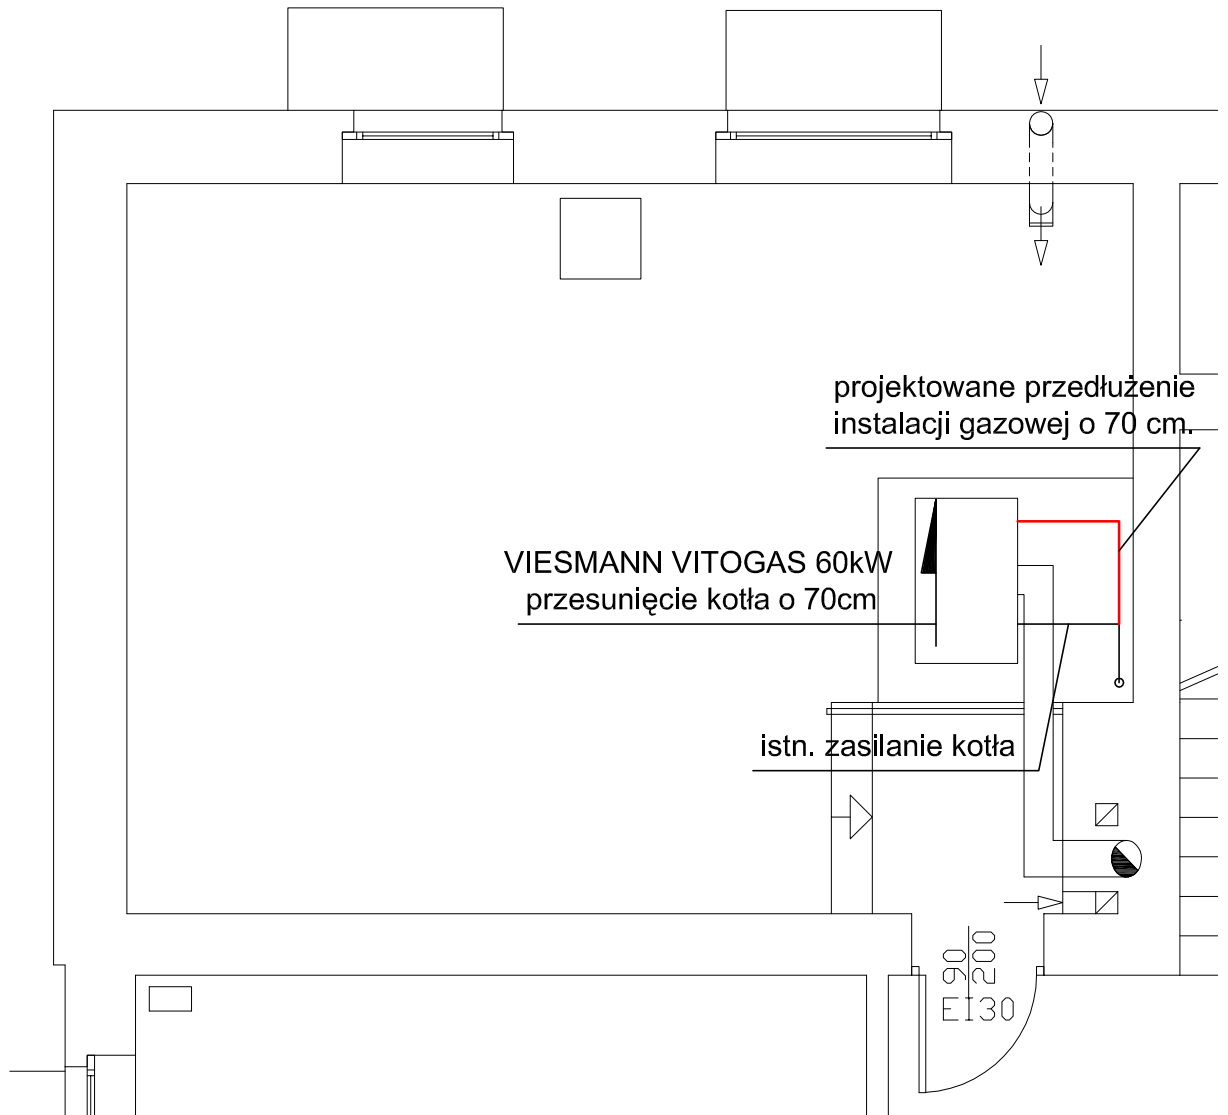 projektowane przedłużenie
instalacji gazowej o 70 cm.
VIESMANN VITOGAS 60kW
przesunięcie kotła o 70cm
istn. zasilanie kotła
90
200
EI30